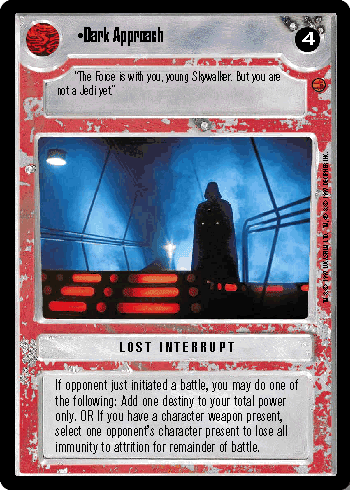 •Dark Approach
4
"The Force is with you, young Skywalker. But you are
not a Jedi yet."
LOST INTERRUPT
If opponent just initiated a battle, you may do one of
the following: Add one destiny to your total power
only. OR If you have a character weapon present,
select one opponent's character present to lose all
immunity to attrition for remainder of battle.